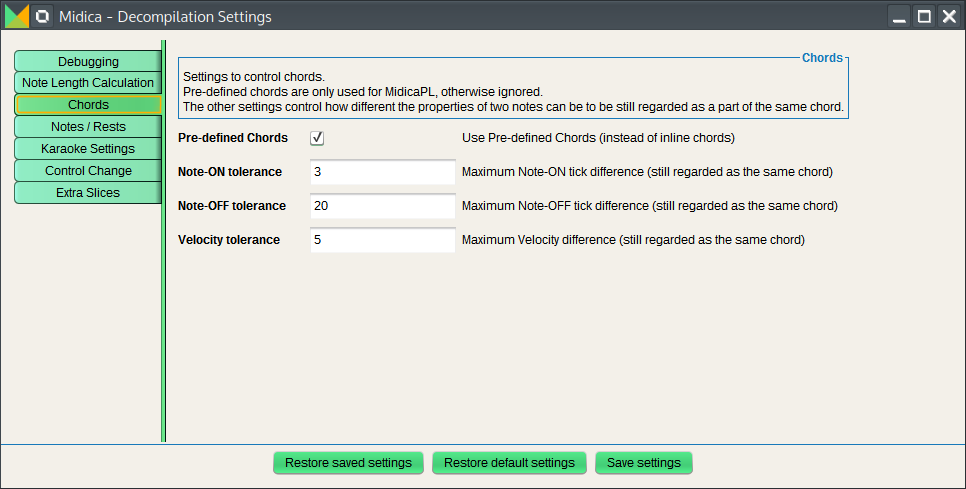 Midica - Decompilation Settings
Debugging
Note Length Calculation
Chords
Notes / Rests
Karaoke Settings
Control Change
Extra Slices
Chords
Settings to control chords.
Pre-defined chords are only used for MidicaPL, otherwise ignored.
The other settings control how different the properties of two notes can be to be still regarded as a part of the same chord.
Pre-defined Chords Use Pre-defined Chords (instead of inline chords)
Note-ON tolerance 3 Maximum Note-ON tick difference (still regarded as the same chord)
Note-OFF tolerance 20 Maximum Note-OFF tick difference (still regarded as the same chord)
Velocity tolerance 5 Maximum Velocity difference (still regarded as the same chord)
Restore saved settings Restore default settings Save settings